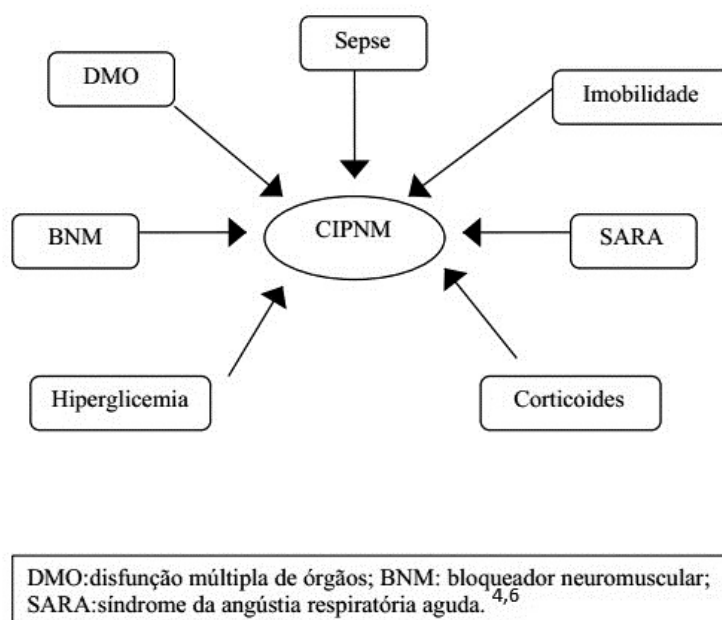 Sepse
DMO
Imobilidade
BNM
CIPNM
SARA
Hiperglicemia
Corticoides
DMO:disfunção múltipla de órgãos; BNM: bloqueador neuromuscular;
SARA:síndrome da angústia respiratória aguda. 4,6